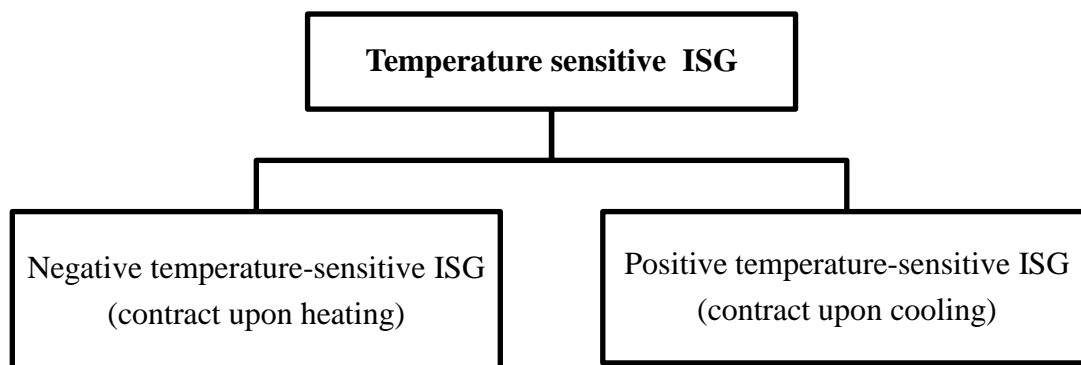 Temperature sensitive ISG
Negative temperature-sensitive ISG
(contract upon heating)
Positive temperature-sensitive ISG
(contract upon cooling)